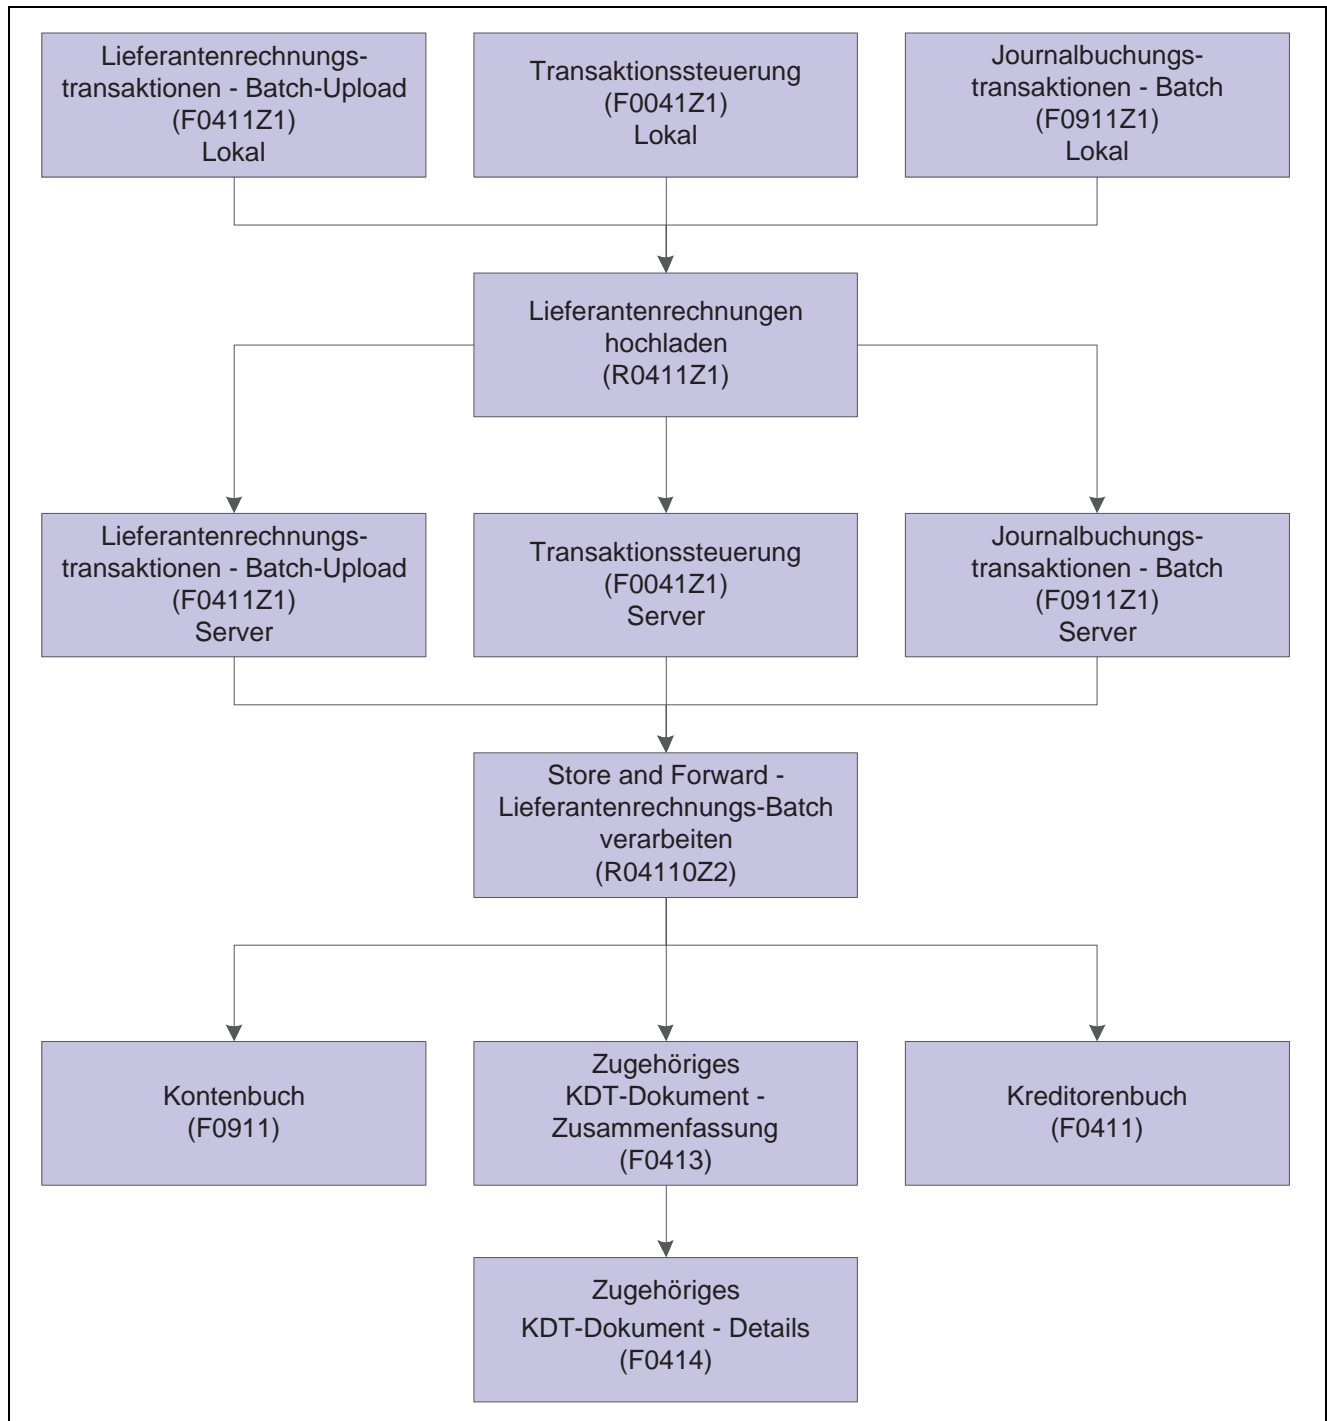 Lieferantenrechnungs-
transaktionen - Batch-Upload
(F0411Z1)
Lokal
Transaktionssteuerung
(F0041Z1)
Lokal
Journalbuchungs-
transaktionen - Batch
(F0911Z1)
Lokal
Lieferantenrechnungen
hochladen
(R0411Z1)
Lieferantenrechnungs-
transaktionen - Batch-Upload
(F0411Z1)
Server
Transaktionssteuerung
(F0041Z1)
Server
Journalbuchungs-
transaktionen - Batch
(F0911Z1)
Server
Store and Forward -
Lieferantenrechnungs-Batch
verarbeiten
(R04110Z2)
Kontenbuch
(F0911)
Zugehöriges
KDT-Dokument -
Zusammenfassung
(F0413)
Kreditorenbuch
(F0411)
Zugehöriges
KDT-Dokument - Details
(F0414)